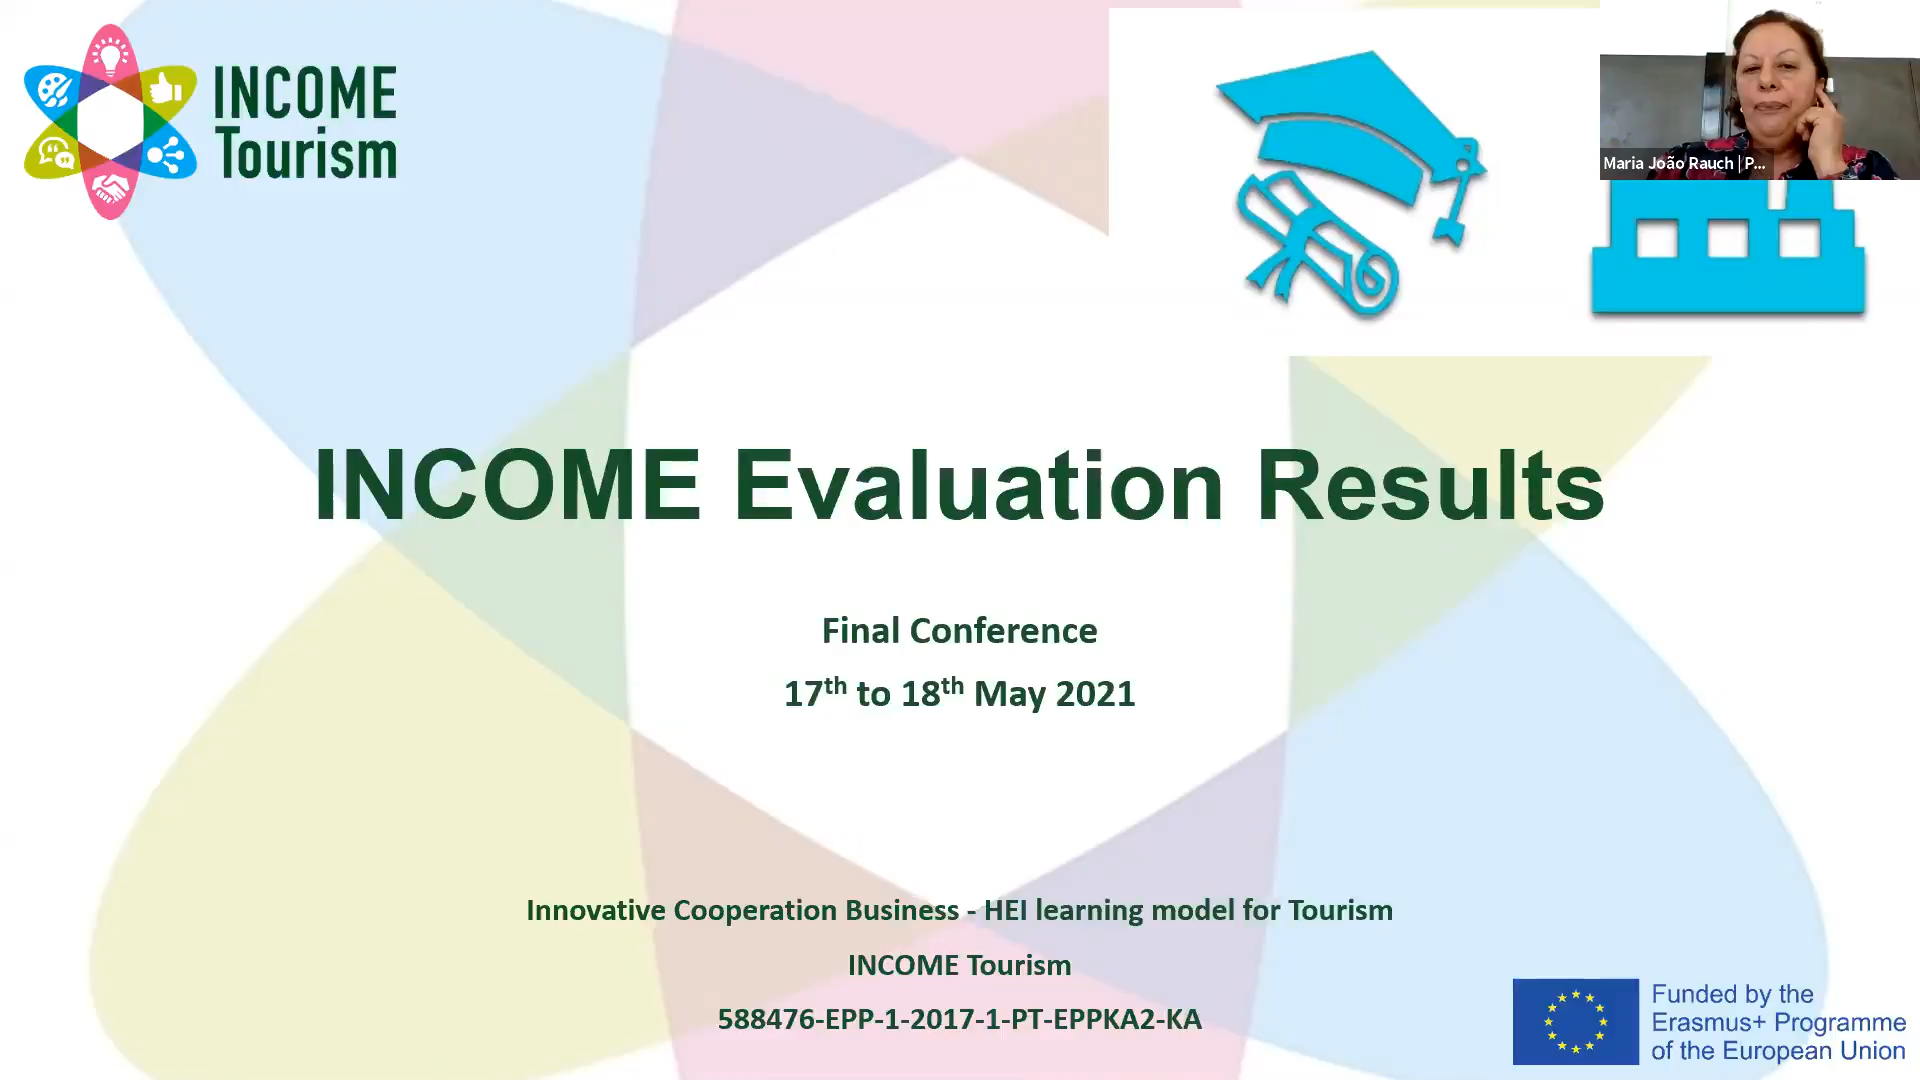 INCOME
Tourism
Maria João Rauch | P...
INCOME Evaluation Results
Final Conference
17th to 18th May 2021
Innovative Cooperation Business - HEI learning model for Tourism
INCOME Tourism
588476-EPP-1-2017-1-PT-EPPKA2-KA
Funded by the
Erasmus+ Programme
of the European Union